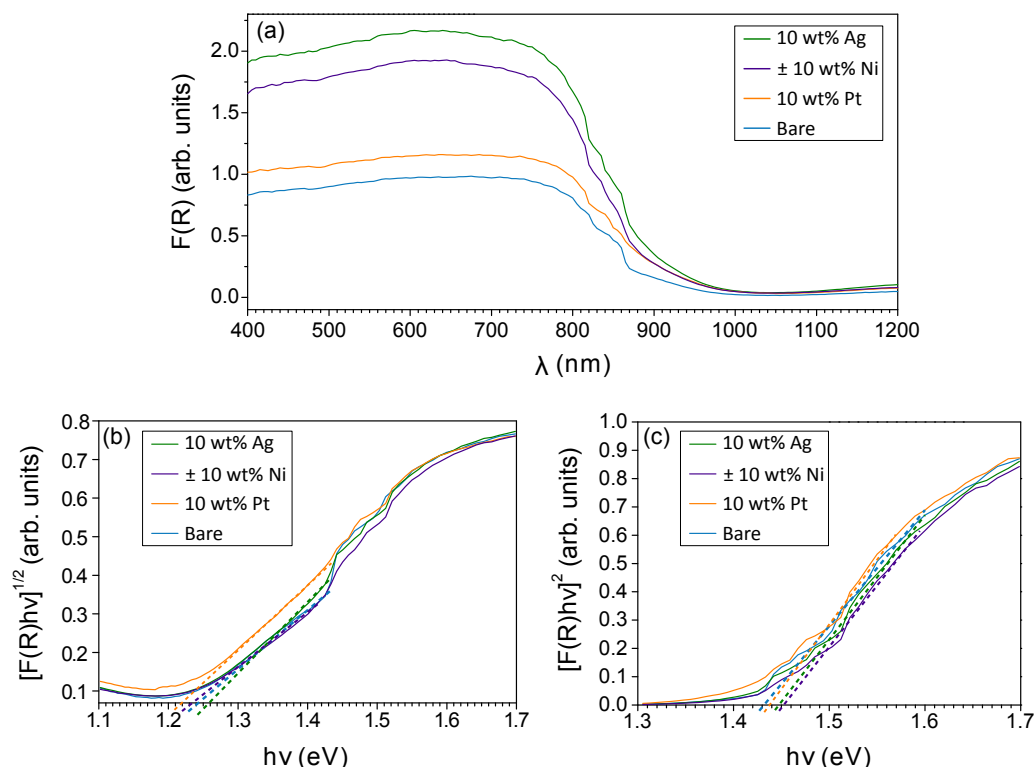 (a)
10 wt% Ag
± 10 wt% Ni
10 wt% Pt
Bare
F(R) (arb. units)
2.0
1.5
1.0
0.5
0.0
400 500 600 700 800 900 1000 1100 1200
λ (nm)
(b)
10 wt% Ag
± 10 wt% Ni
10 wt% Pt
Bare
[F(R)hν]^1/2 (arb. units)
0.8
0.7
0.6
0.5
0.4
0.3
0.2
0.1
1.1 1.2 1.3 1.4 1.5 1.6 1.7
hν (eV)
(c)
10 wt% Ag
± 10 wt% Ni
10 wt% Pt
Bare
[F(R)hν]^2 (arb. units)
1.0
0.9
0.8
0.7
0.6
0.5
0.4
0.3
0.2
0.1
0.0
1.3 1.4 1.5 1.6 1.7
hν (eV)